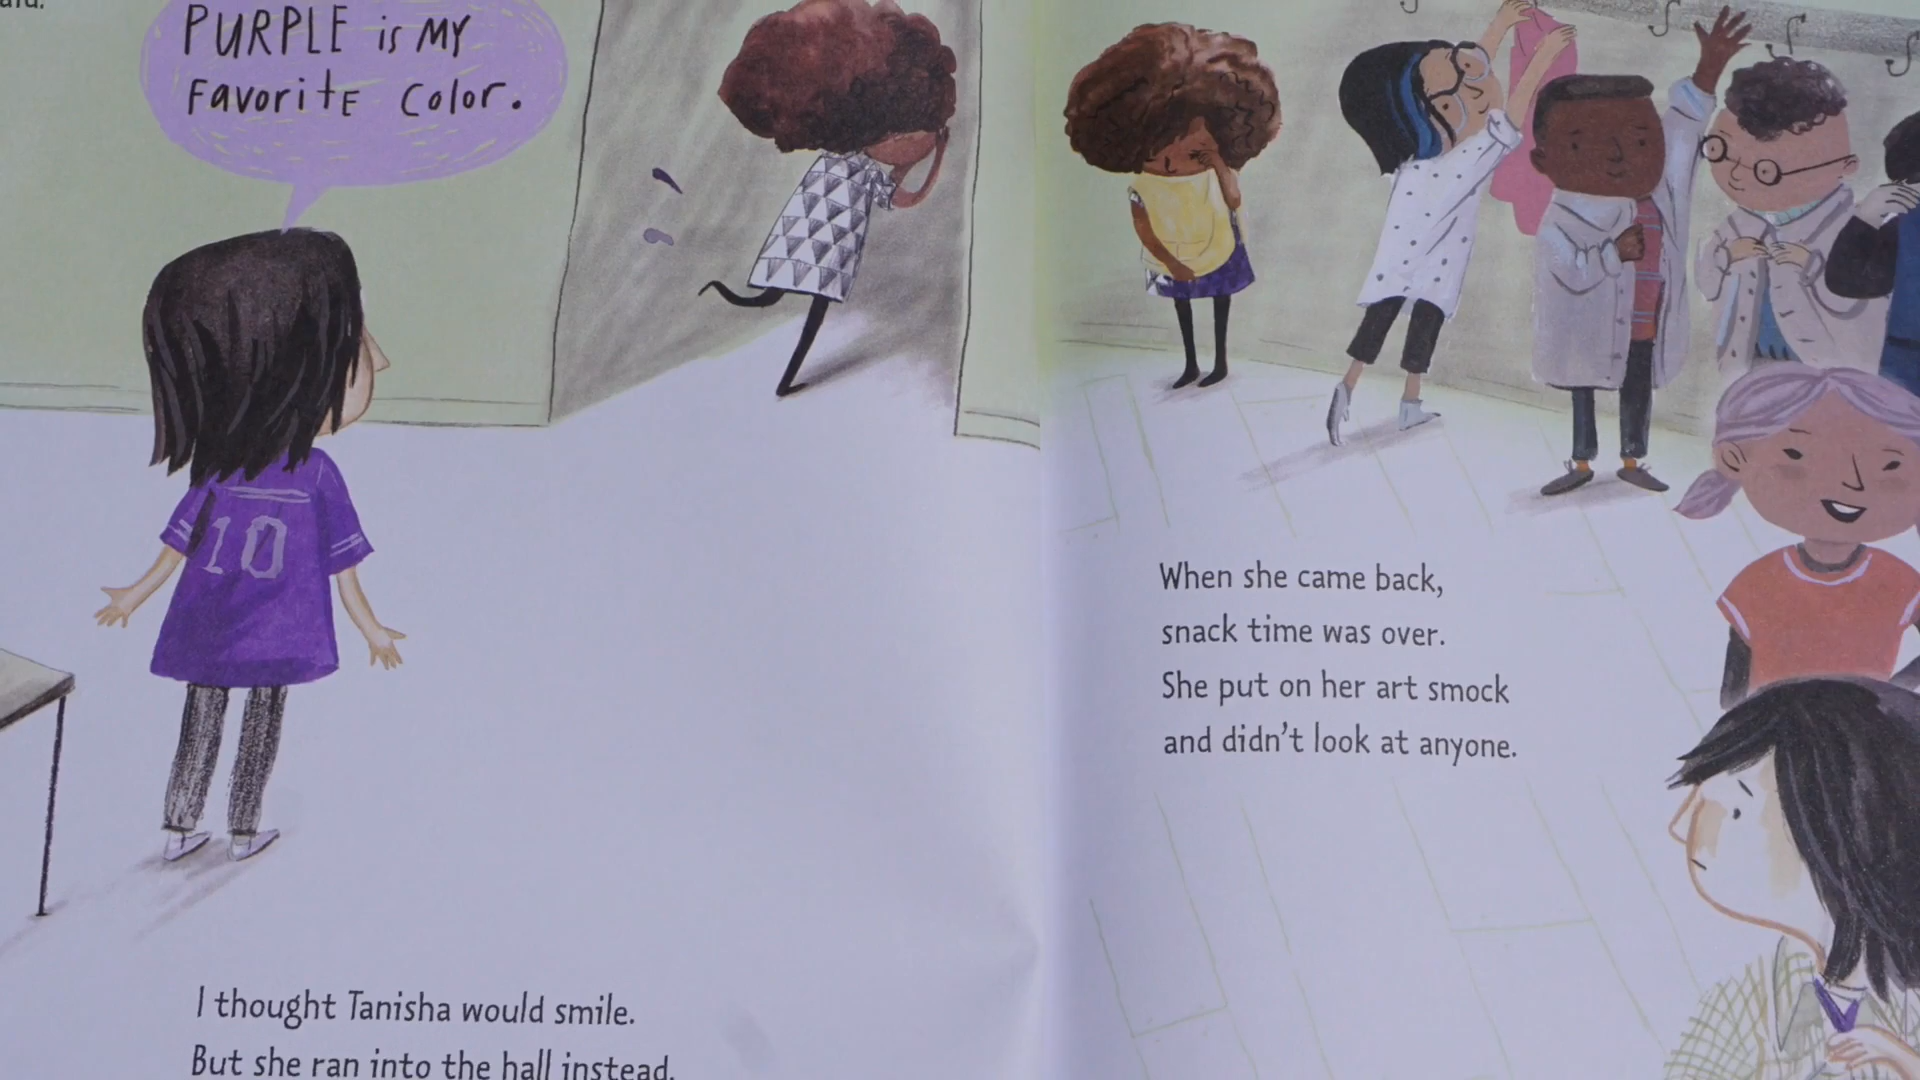 PURPLE is MY
FavoritE Color.
10
I thought Tanisha would smile.
But she ran into the hall instead.
When she came back,
snack time was over.
She put on her art smock
and didn't look at anyone.